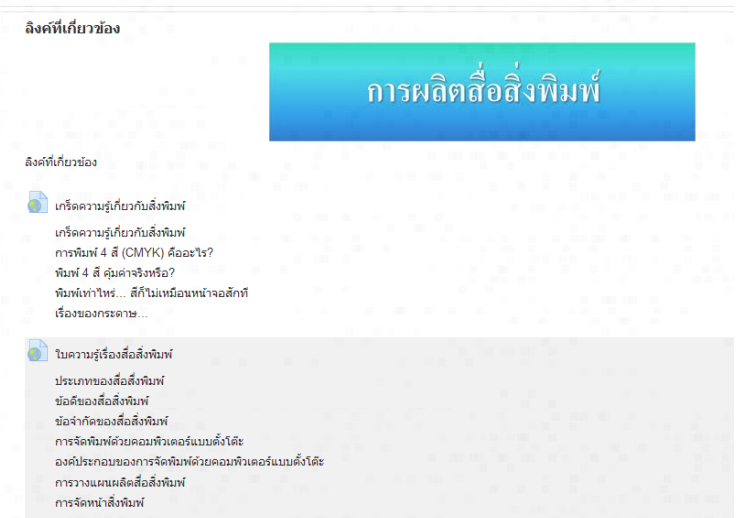 ลิงค์ที่เกี่ยวข้อง
การผลิตสื่อสิ่งพิมพ์
ลิงค์ที่เกี่ยวข้อง
เกร็ดความรู้เกี่ยวกับสิ่งพิมพ์
เกร็ดความรู้เกี่ยวกับสิ่งพิมพ์
การพิมพ์ 4 สี (CMYK) คืออะไร?
พิมพ์ 4 สี คุ้มค่าจริงหรือ?
พิมพ์เท่าไหร่... สีก็ไม่เหมือนหน้าจอสักที
เรื่องของกระดาษ...
ใบความรู้เรื่องสื่อสิ่งพิมพ์
ประเภทของสื่อสิ่งพิมพ์
ข้อดีของสื่อสิ่งพิมพ์
ข้อจำกัดของสื่อสิ่งพิมพ์
การจัดพิมพ์ด้วยคอมพิวเตอร์แบบตั้งโต๊ะ
องค์ประกอบของการจัดพิมพ์ด้วยคอมพิวเตอร์แบบตั้งโต๊ะ
การวางแผนผลิตสื่อสิ่งพิมพ์
การจัดหน้าสิ่งพิมพ์